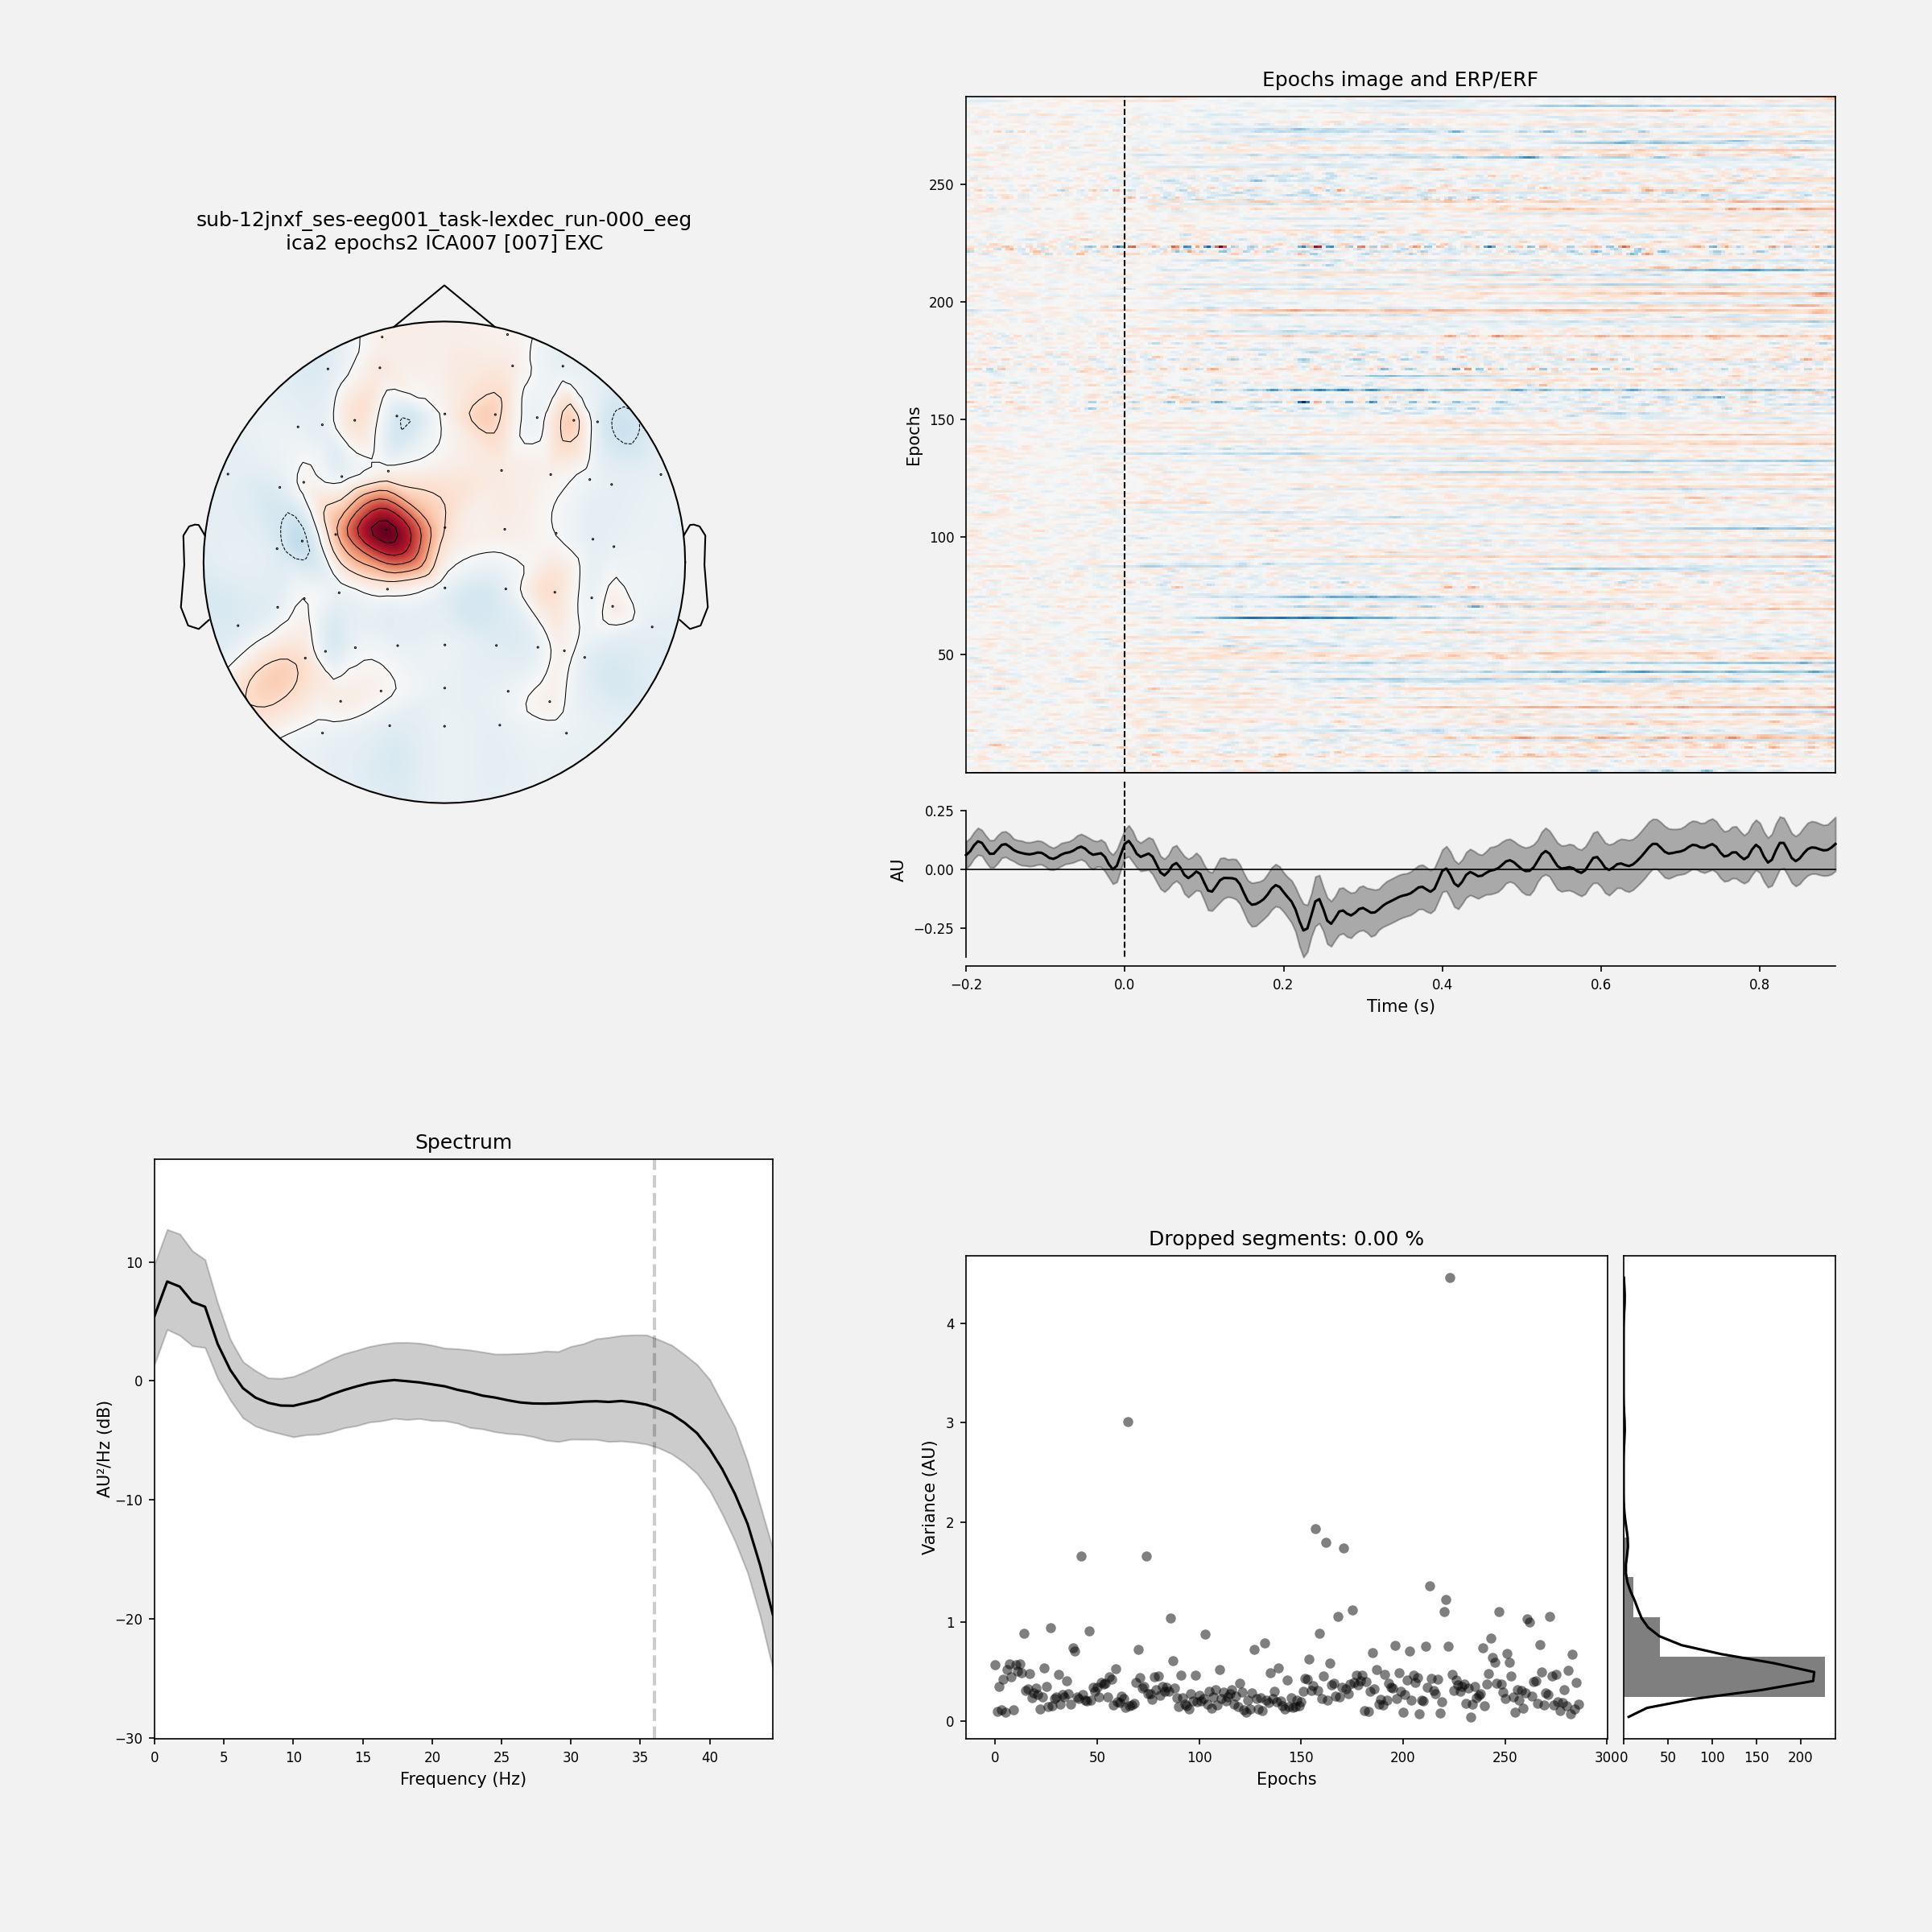 sub-12jnxf_ses-eeg001_task-lexdec_run-000_eeg
ica2 epochs2 ICA007 [007] EXC
Epochs image and ERP/ERF
Epochs
250
200
150
100
50
AU
0.25
0.00
−0.25
−0.2 0.0 0.2 0.4 0.6 0.8
Time (s)
Spectrum
AU²/Hz (dB)
10
0
−10
−20
−30
0 5 10 15 20 25 30 35 40
Frequency (Hz)
Dropped segments: 0.00 %
Variance (AU)
4
3
2
1
0
0 50 100 150 200 250 300
Epochs
0 50 100 150 200